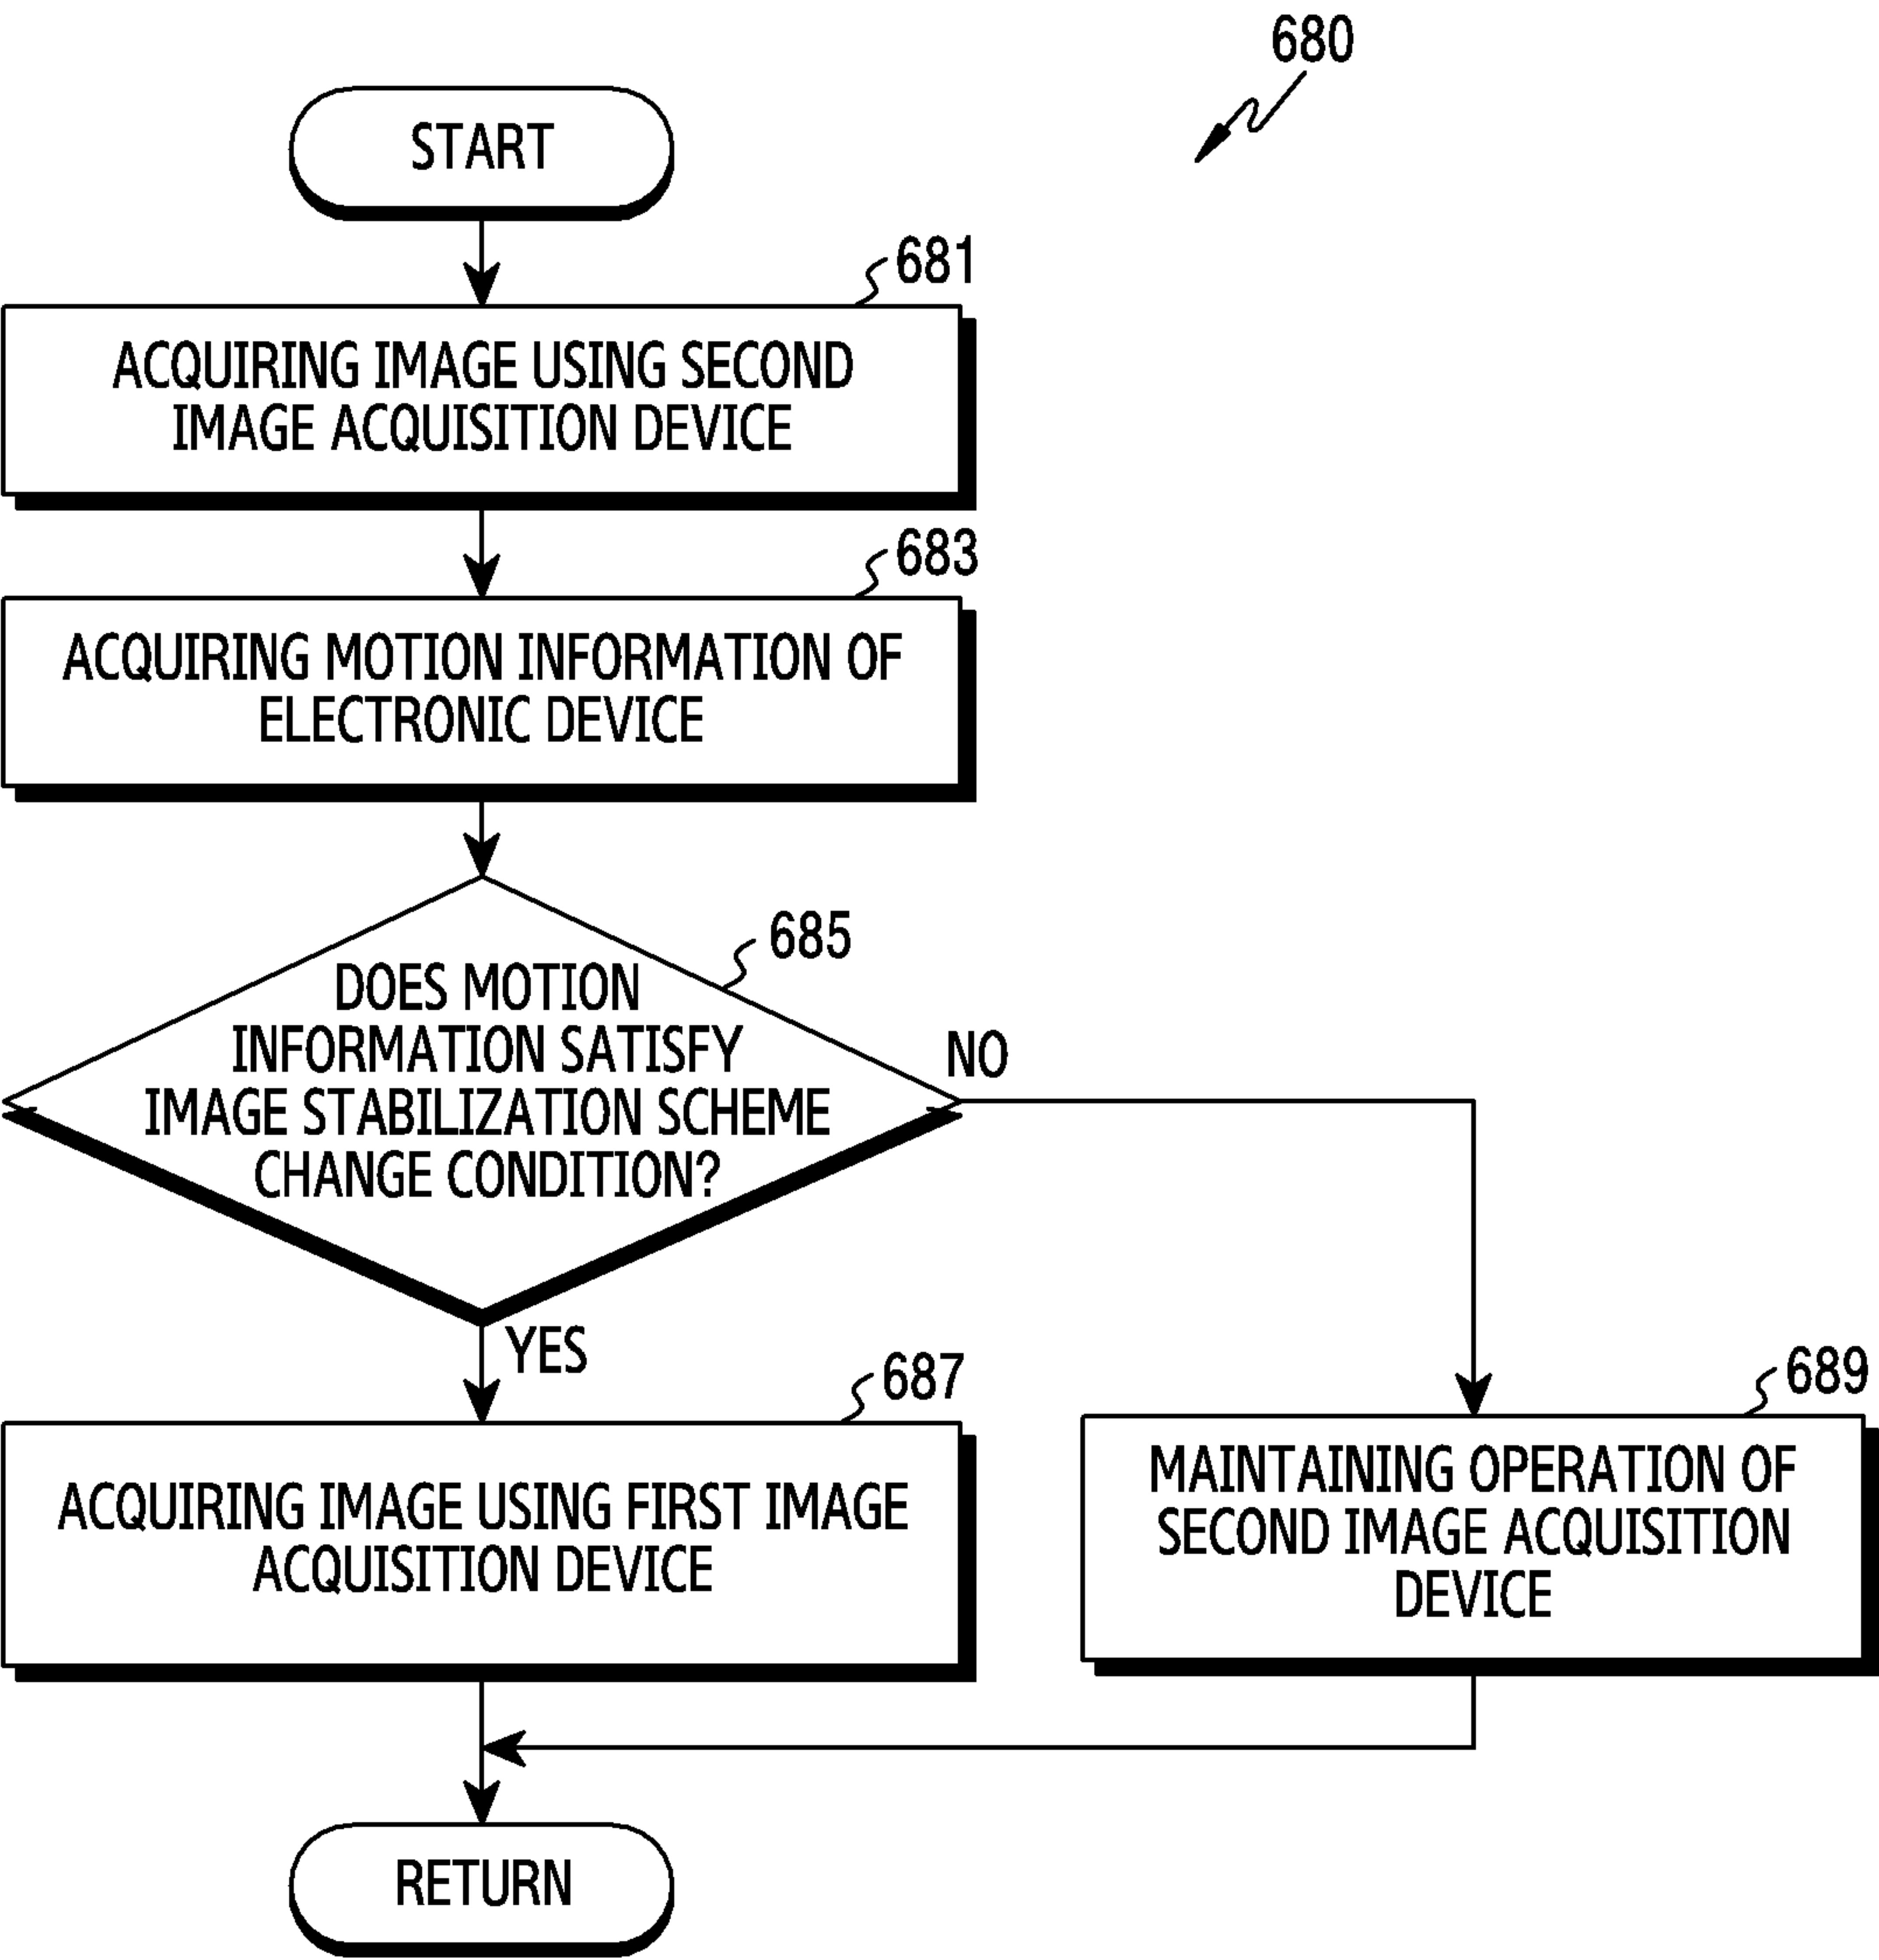 680
START
681
ACQUIRING IMAGE USING SECOND
IMAGE ACQUISITION DEVICE
683
ACQUIRING MOTION INFORMATION OF
ELECTRONIC DEVICE
685
DOES MOTION
INFORMATION SATISFY
IMAGE STABILIZATION SCHEME
CHANGE CONDITION?
NO
YES
687
ACQUIRING IMAGE USING FIRST IMAGE
ACQUISITION DEVICE
689
MAINTAINING OPERATION OF
SECOND IMAGE ACQUISITION
DEVICE
RETURN